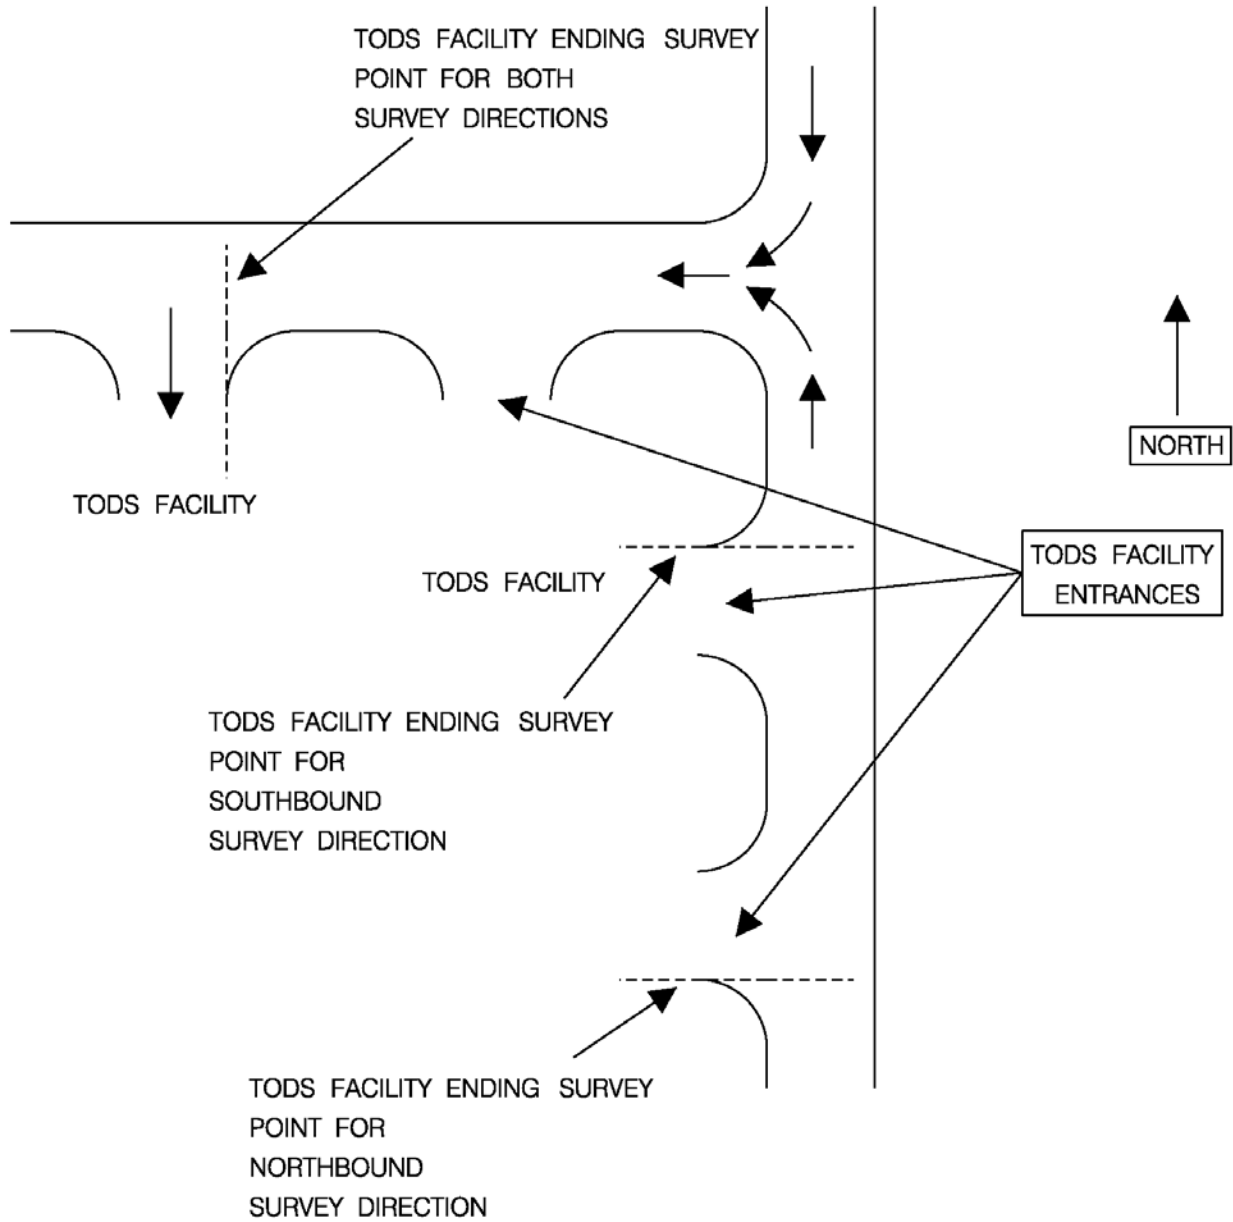 TODS FACILITY ENDING SURVEY
POINT FOR BOTH
SURVEY DIRECTIONS
NORTH
TODS FACILITY
TODS FACILITY
ENTRANCES
TODS FACILITY
TODS FACILITY ENDING SURVEY
POINT FOR
SOUTHBOUND
SURVEY DIRECTION
TODS FACILITY ENDING SURVEY
POINT FOR
NORTHBOUND
SURVEY DIRECTION